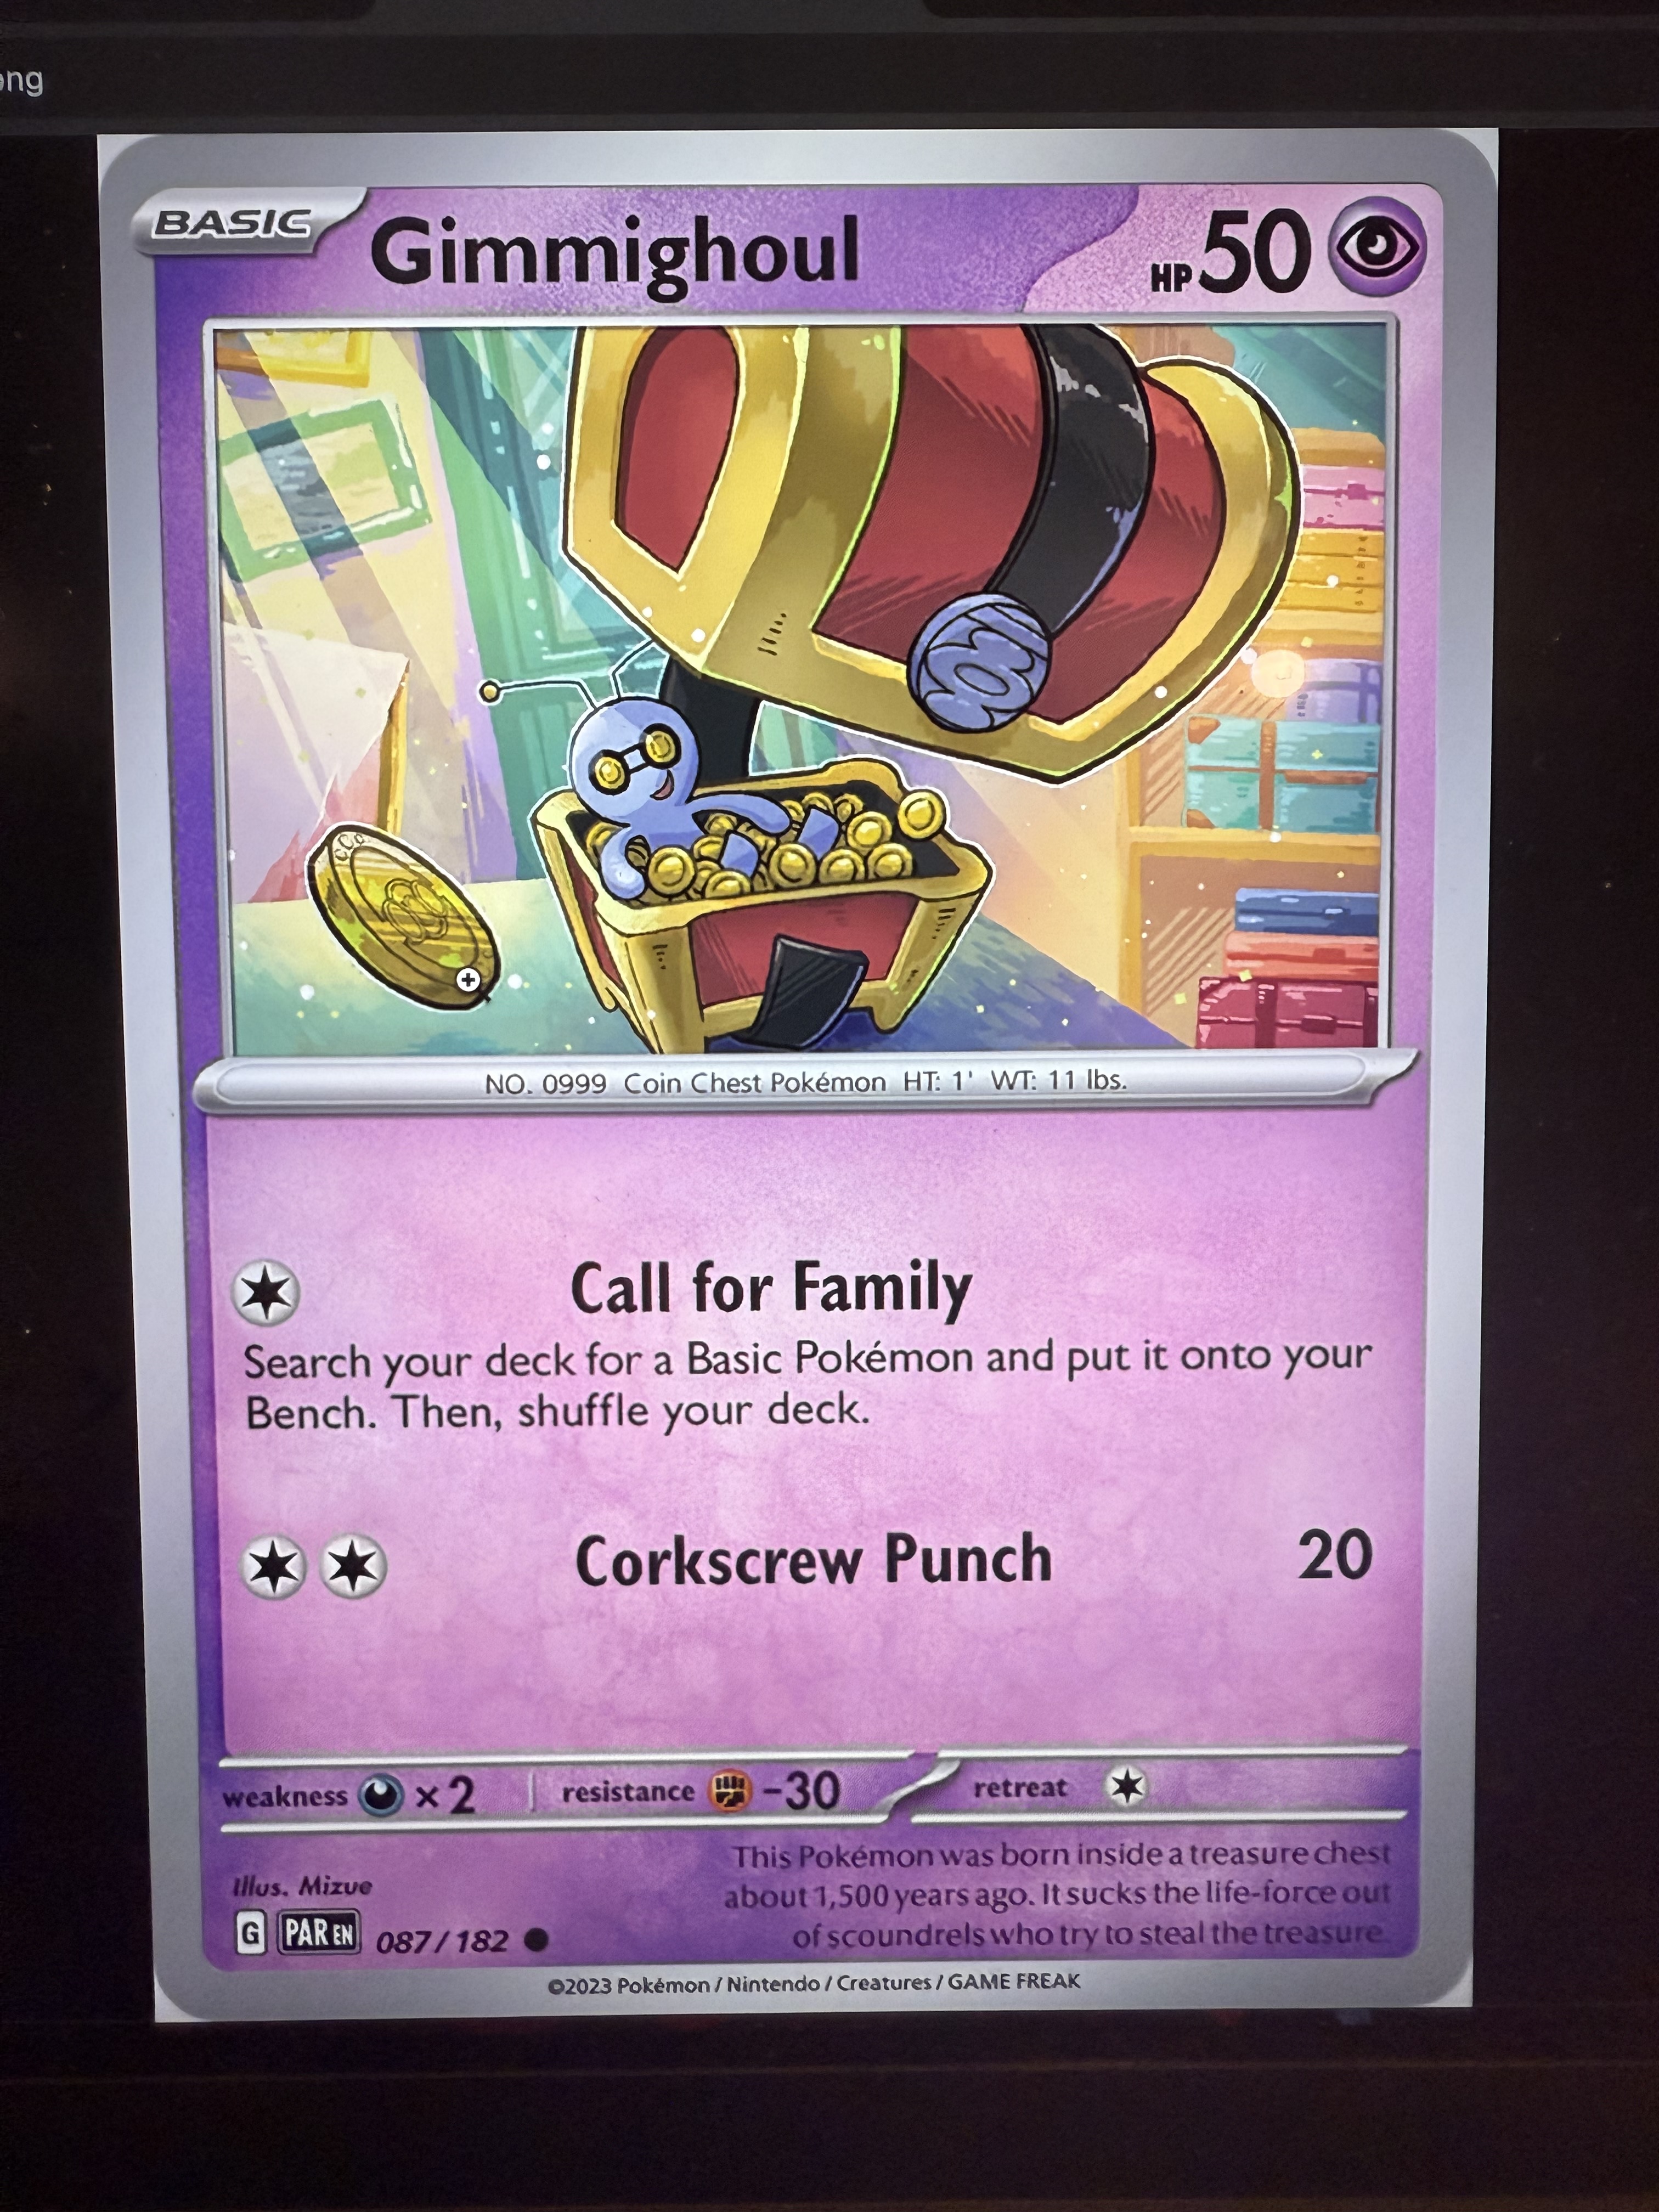 ong
BASIC
Gimmighoul
HP 50
NO. 0999 Coin Chest Pokémon HT: 1' WT: 11 lbs.
Call for Family
Search your deck for a Basic Pokémon and put it onto your
Bench. Then, shuffle your deck.
Corkscrew Punch 20
weakness ×2 resistance -30 retreat
Illus. Mizue
This Pokémon was born inside a treasure chest
about 1,500 years ago. It sucks the life-force out
of scoundrels who try to steal the treasure.
G PAR EN 087/182
©2023 Pokémon / Nintendo / Creatures / GAME FREAK